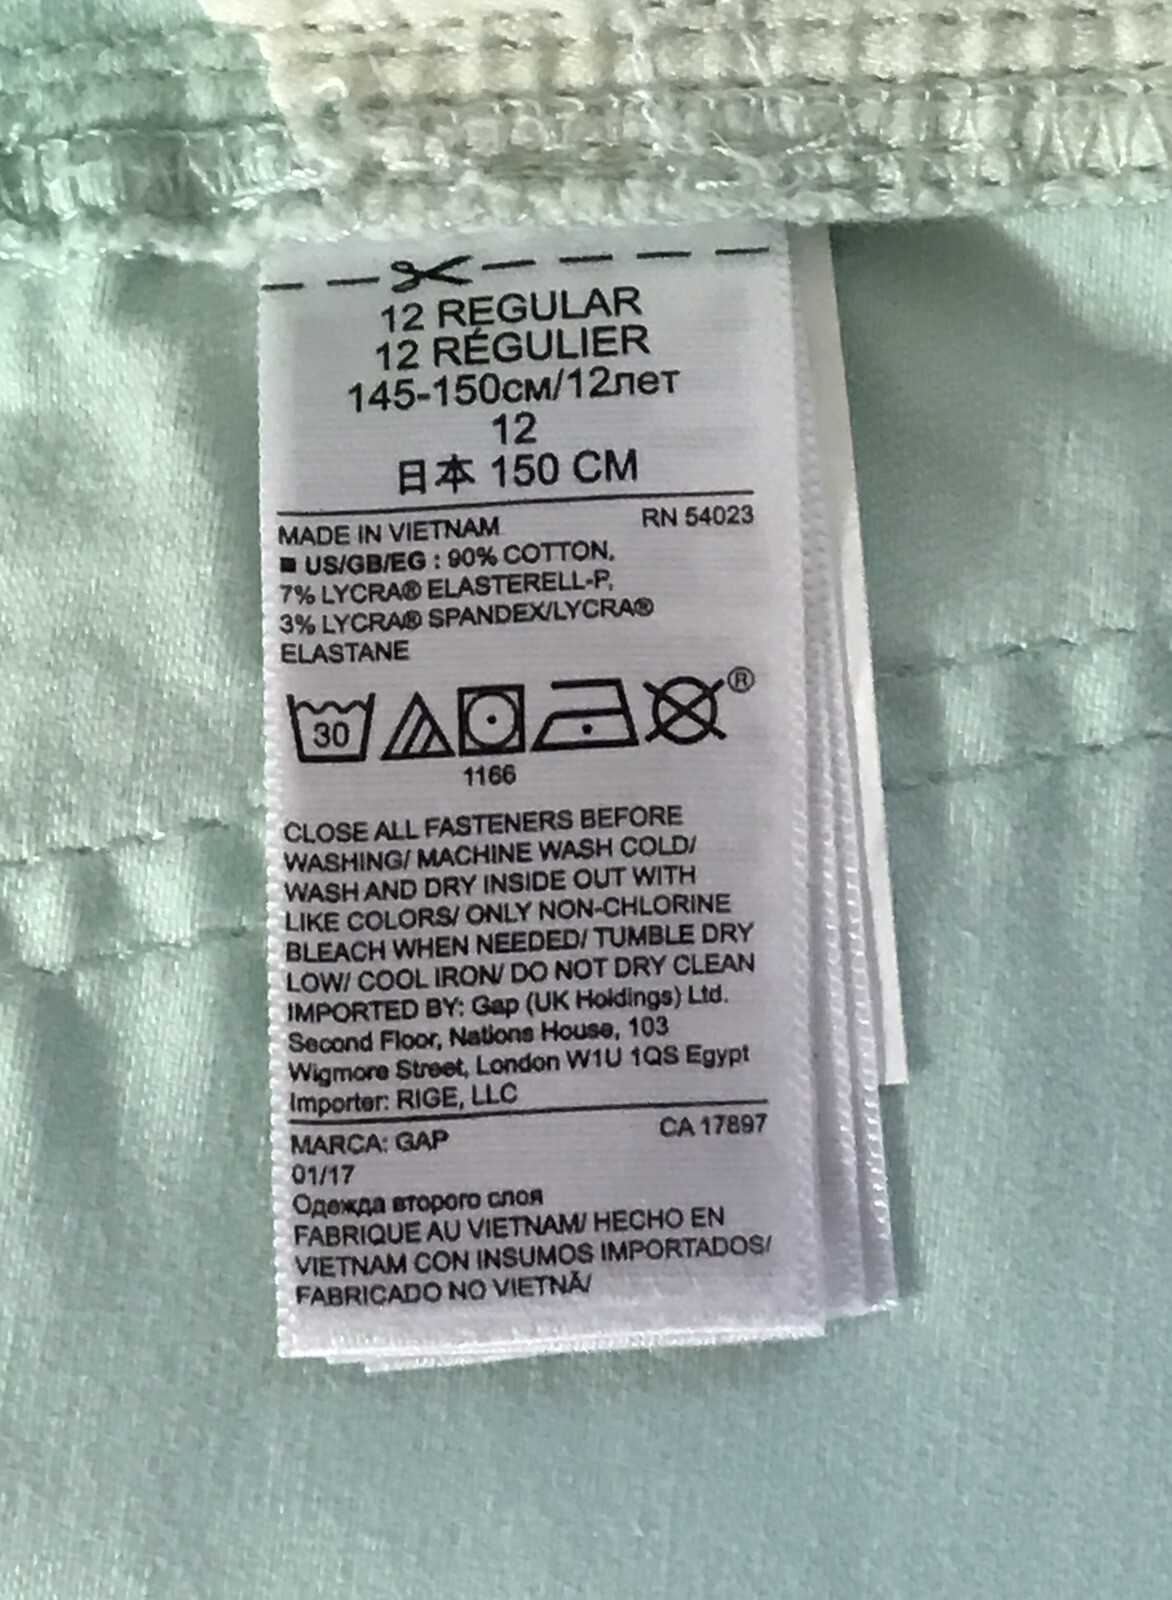 12 REGULAR
12 RÉGULIER
145-150см/12лет
12
日本 150 CM
MADE IN VIETNAM RN 54023
■ US/GB/EG : 90% COTTON,
7% LYCRA® ELASTERELL-P,
3% LYCRA® SPANDEX/LYCRA®
ELASTANE
30 ®
1166
CLOSE ALL FASTENERS BEFORE
WASHING/ MACHINE WASH COLD/
WASH AND DRY INSIDE OUT WITH
LIKE COLORS/ ONLY NON-CHLORINE
BLEACH WHEN NEEDED/ TUMBLE DRY
LOW/ COOL IRON/ DO NOT DRY CLEAN
IMPORTED BY: Gap (UK Holdings) Ltd.
Second Floor, Nations House, 103
Wigmore Street, London W1U 1QS Egypt
Importer: RIGE, LLC
MARCA: GAP CA 17897
01/17
Одежда второго слоя
FABRIQUE AU VIETNAM/ HECHO EN
VIETNAM CON INSUMOS IMPORTADOS/
FABRICADO NO VIETNÃ/